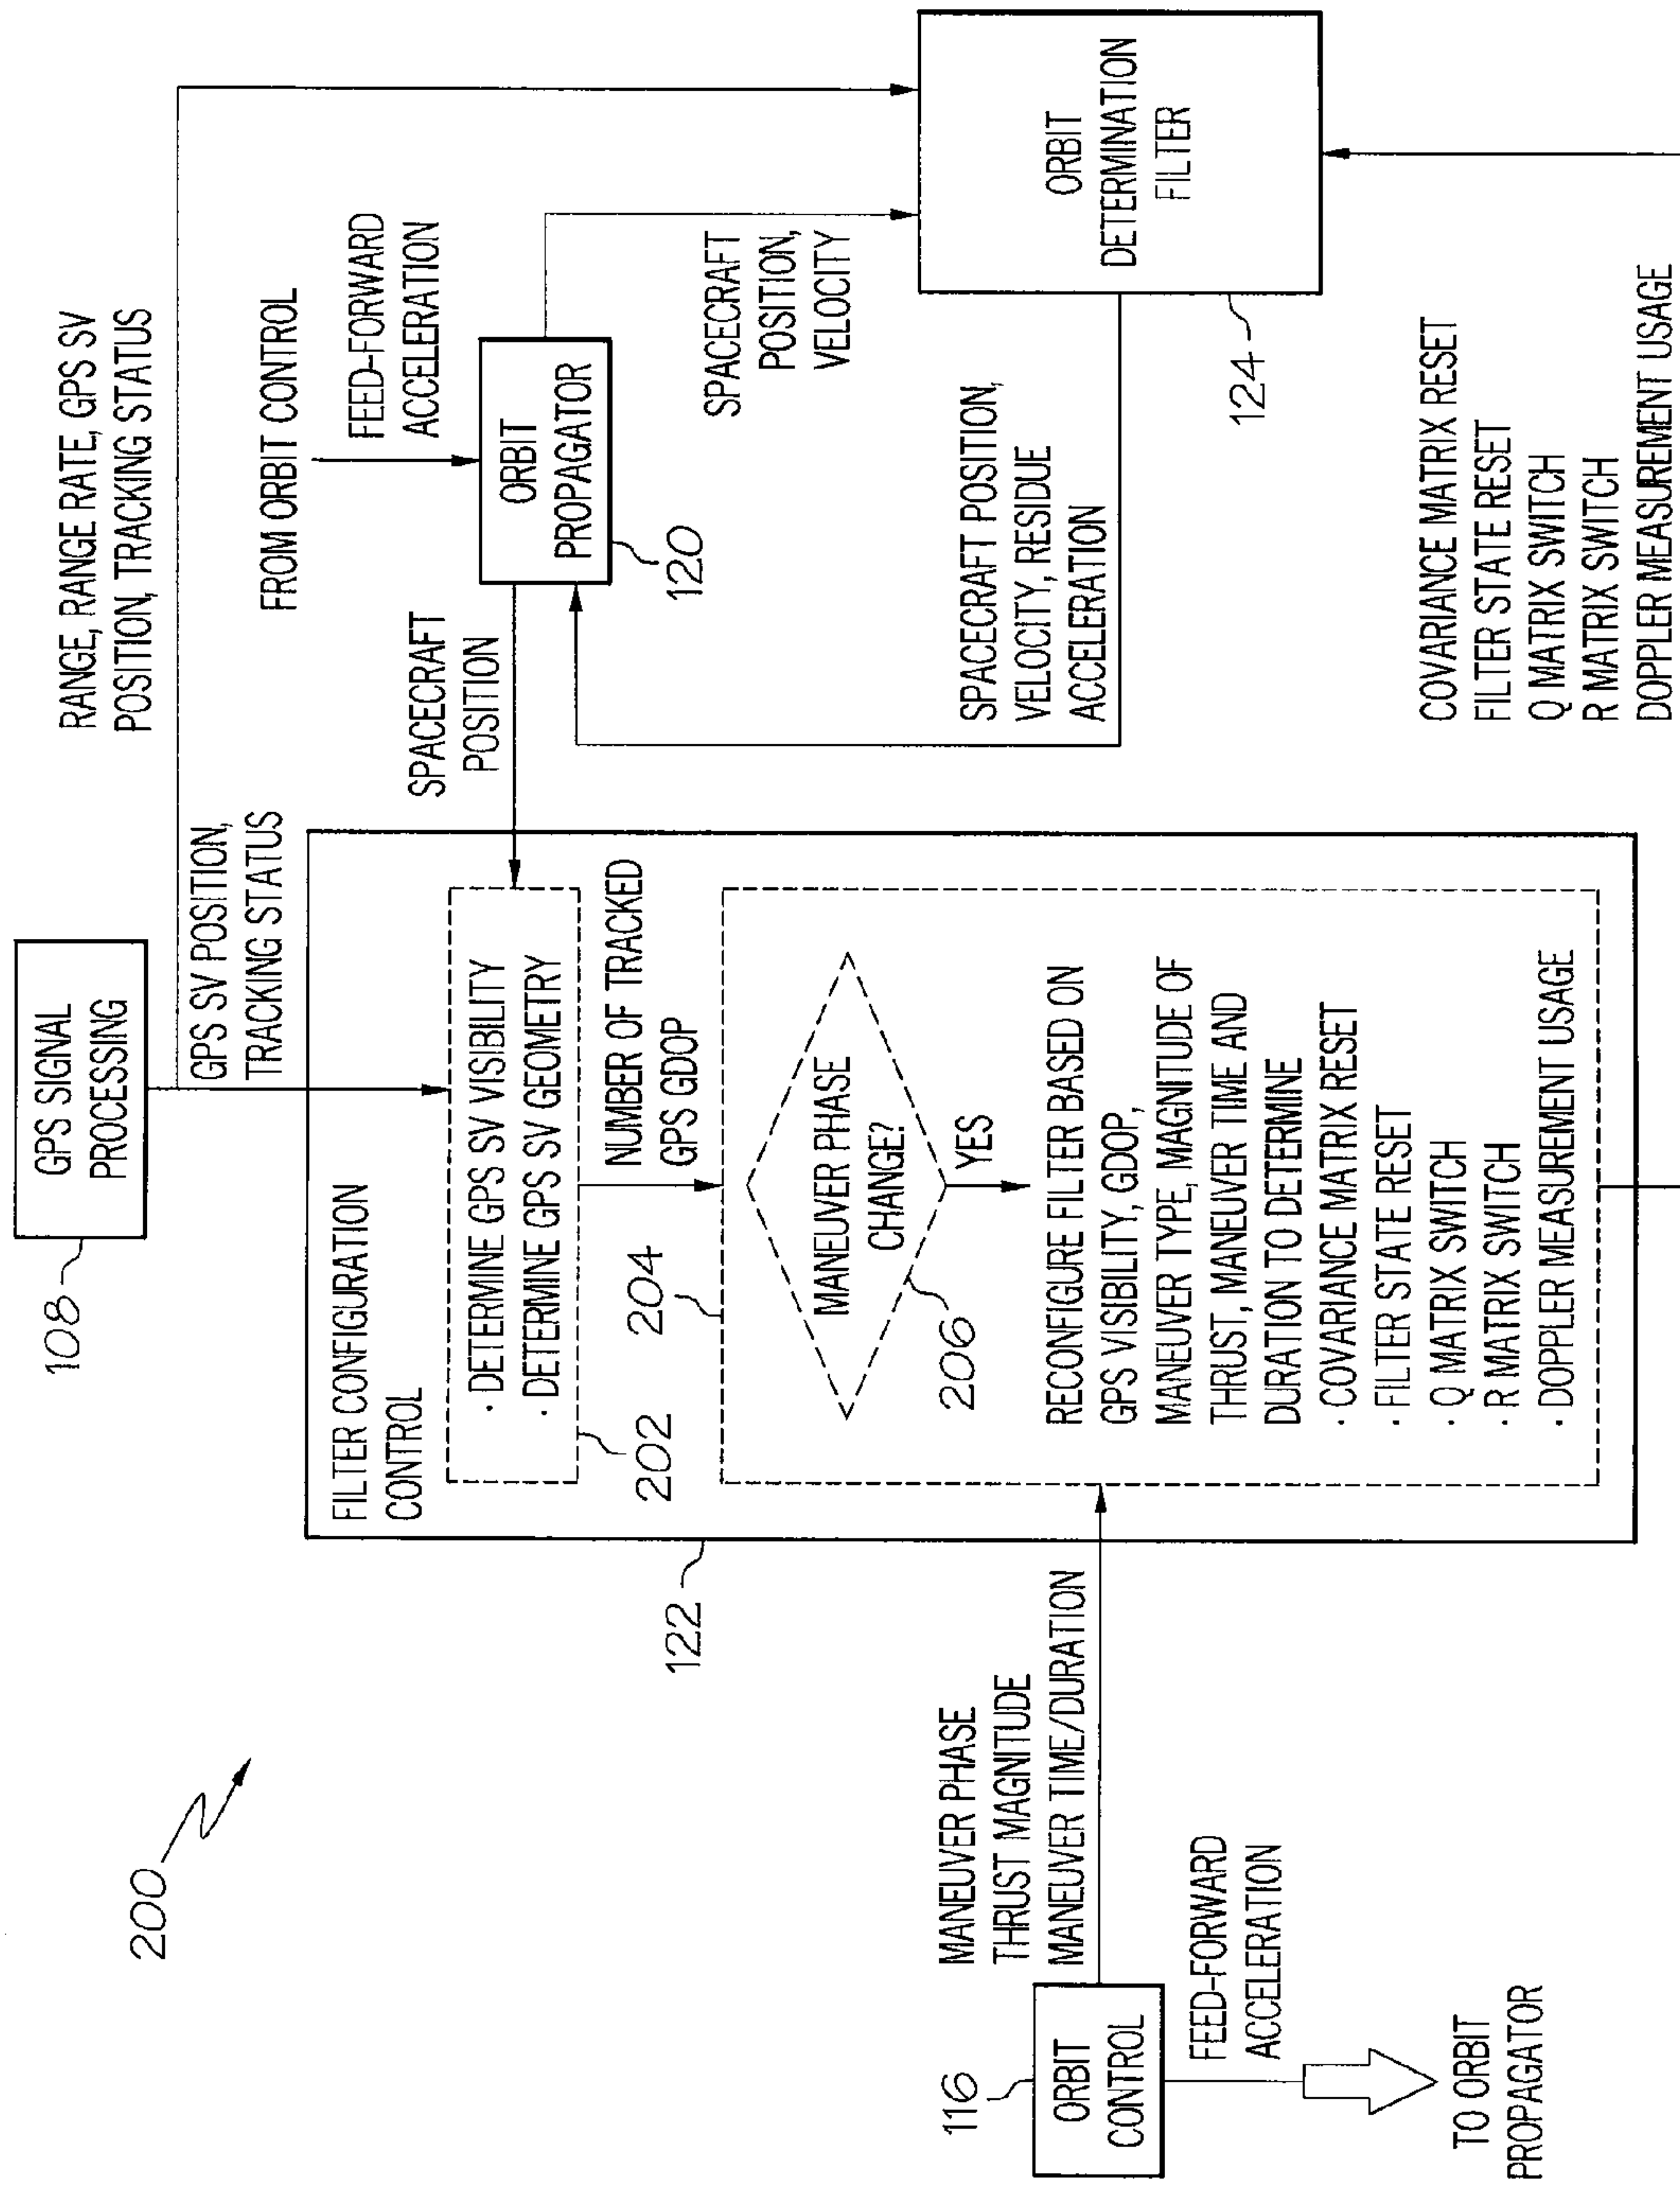 200
108
GPS SIGNAL
PROCESSING
GPS SV POSITION,
TRACKING STATUS
RANGE, RANGE RATE, GPS SV
POSITION, TRACKING STATUS
FILTER CONFIGURATION
CONTROL
· DETERMINE GPS SV VISIBILITY
· DETERMINE GPS SV GEOMETRY
202
NUMBER OF TRACKED
GPS GDOP
204
MANEUVER PHASE
CHANGE?
206
YES
RECONFIGURE FILTER BASED ON
GPS VISIBILITY, GDOP,
MANEUVER TYPE, MAGNITUDE OF
THRUST, MANEUVER TIME AND
DURATION TO DETERMINE
· COVARIANCE MATRIX RESET
· FILTER STATE RESET
· Q MATRIX SWITCH
· R MATRIX SWITCH
· DOPPLER MEASUREMENT USAGE
122
MANEUVER PHASE
THRUST MAGNITUDE
MANEUVER TIME/DURATION
116
ORBIT
CONTROL
FEED-FORWARD
ACCELERATION
TO ORBIT
PROPAGATOR
FROM ORBIT CONTROL
FEED-FORWARD
ACCELERATION
SPACECRAFT
POSITION
ORBIT
PROPAGATOR
120
SPACECRAFT
POSITION,
VELOCITY
SPACECRAFT POSITION,
VELOCITY, RESIDUE
ACCELERATION
ORBIT
DETERMINATION
FILTER
124
COVARIANCE MATRIX RESET
FILTER STATE RESET
Q MATRIX SWITCH
R MATRIX SWITCH
DOPPLER MEASUREMENT USAGE